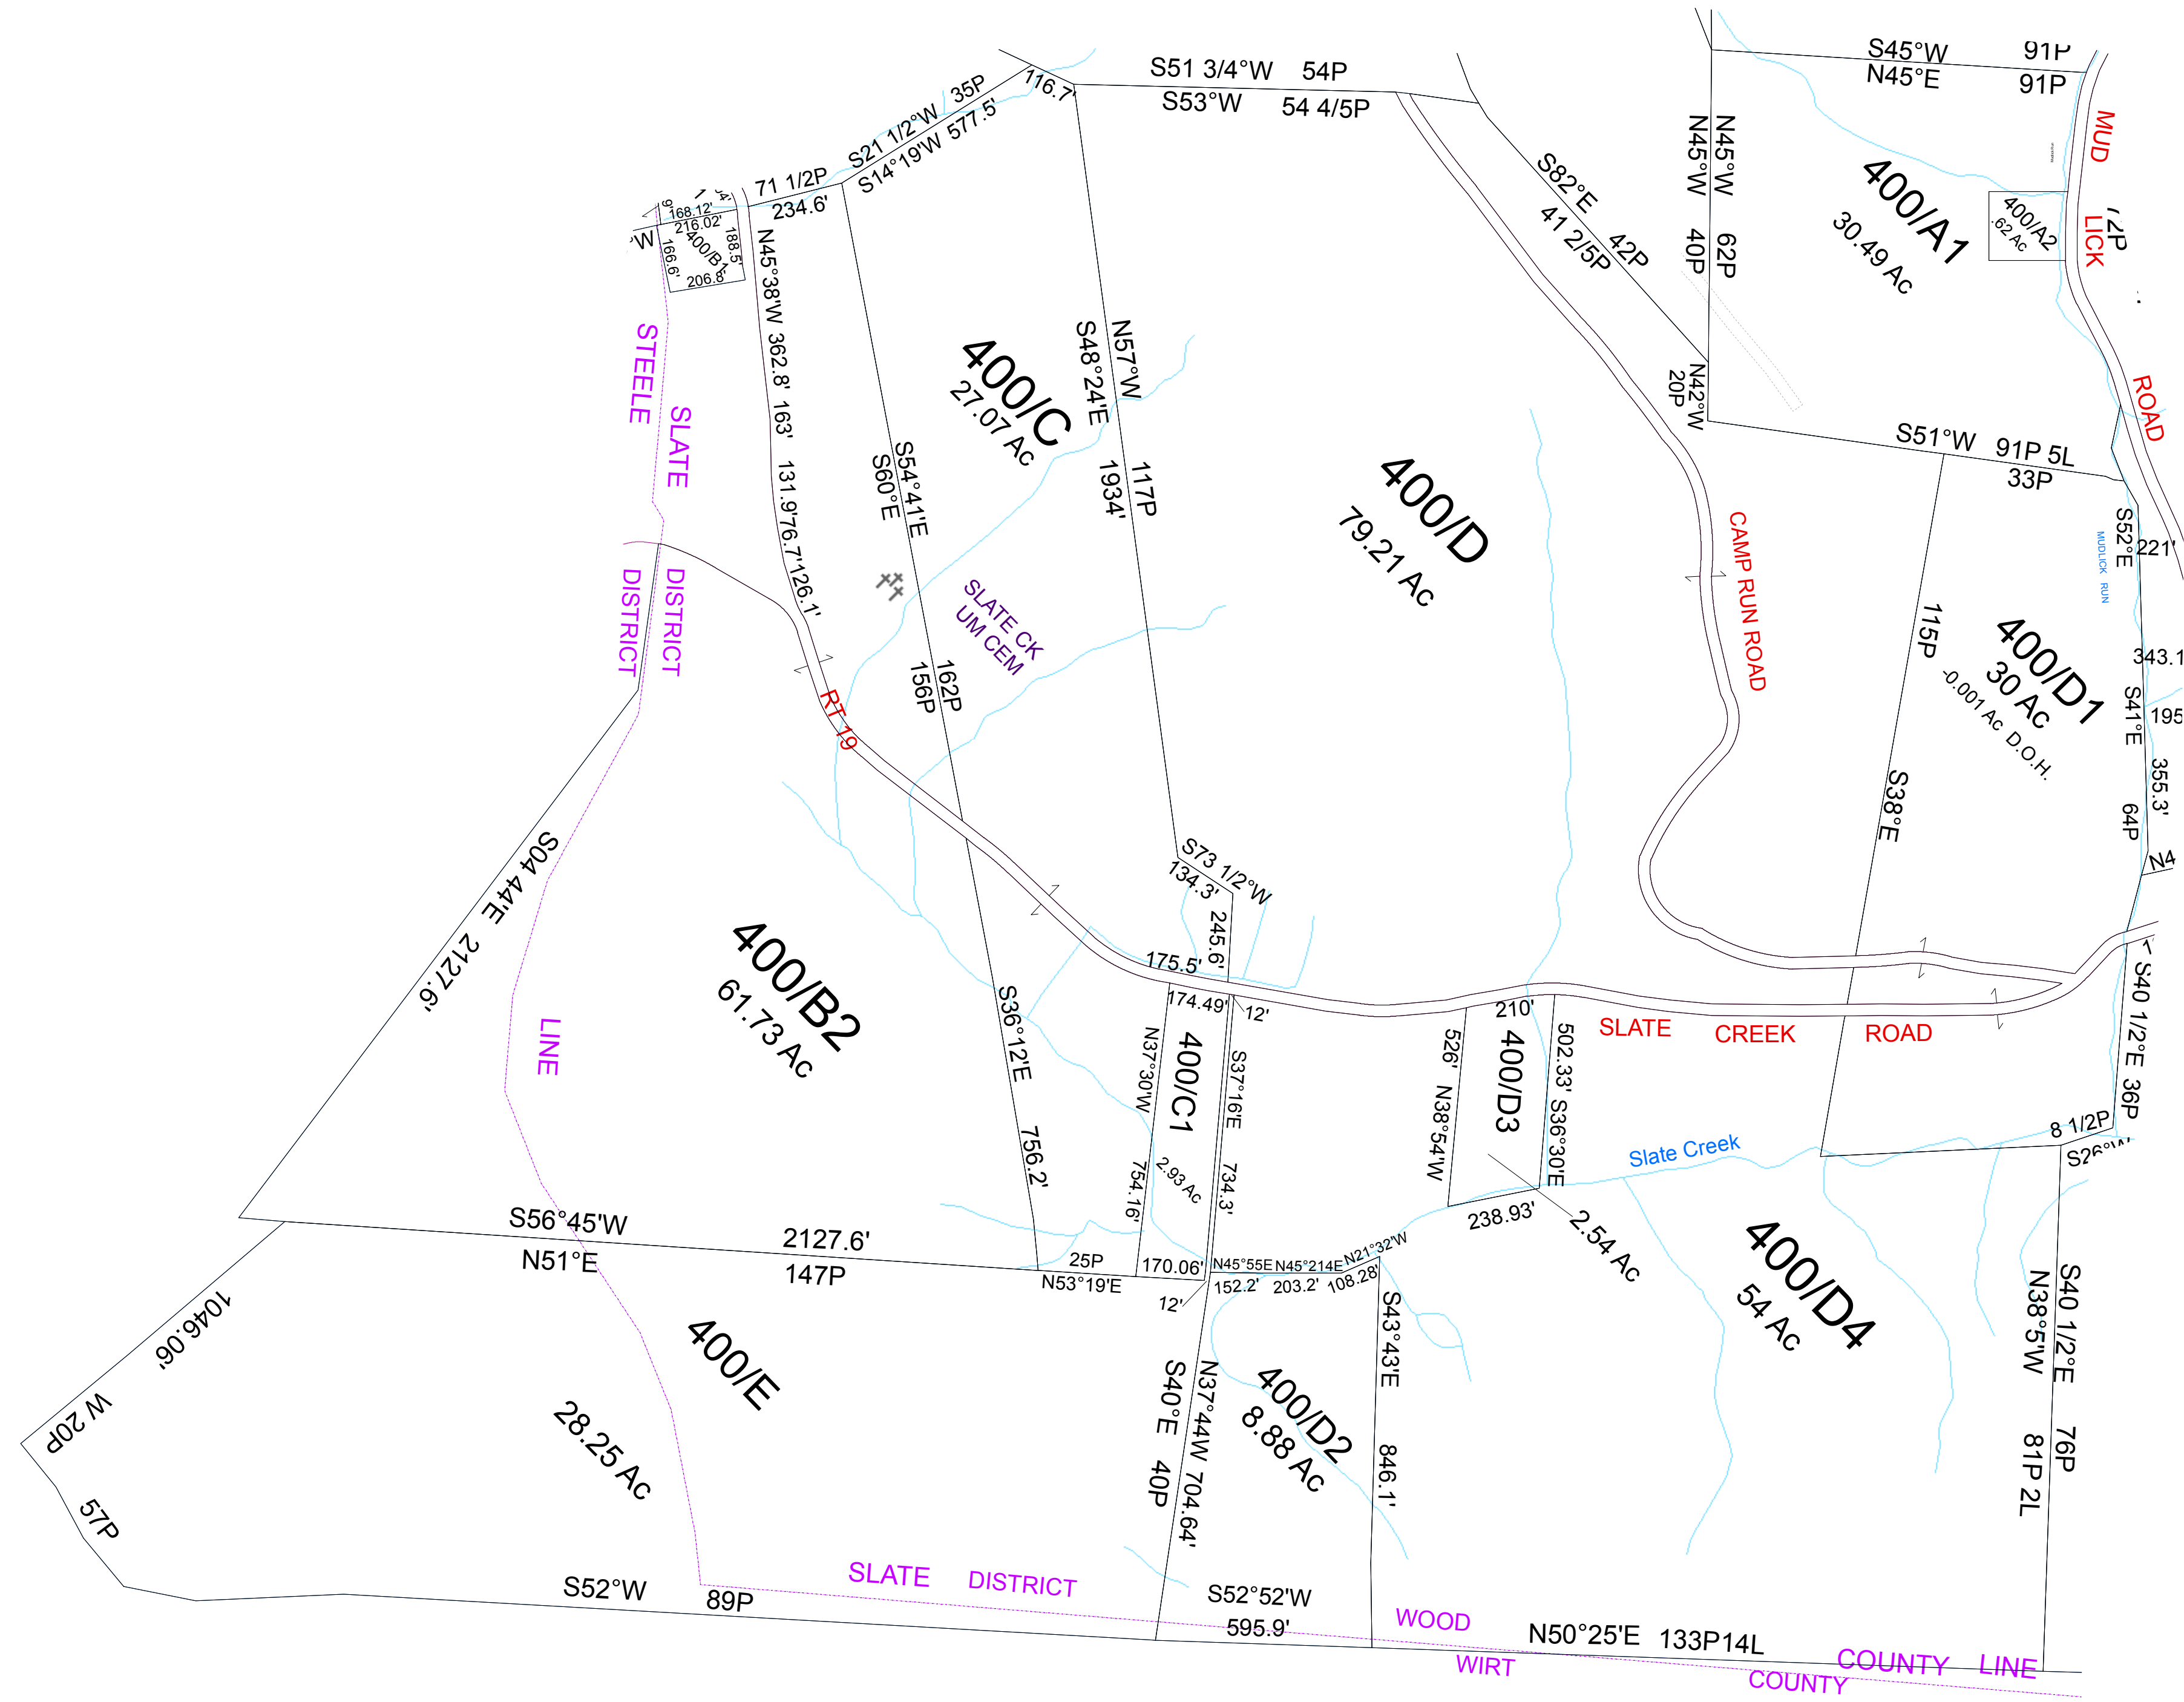 S51 3/4°W 54P
S53°W 54 4/5P
S45°W 91P
N45°E 91P
116.7'
S21 1/2°W 35P
S14°19'W 577.5'
71 1/2P
234.6'
168.12'
216.02'
400/B1
188.5'
166.6'
206.8'
°W
N45°38'W 362.8' 163' 131.9' 76.7' 126.1'
STEELE
SLATE
DISTRICT
DISTRICT
LINE
400/C
27.07 Ac
S54°41'E
S60°E
162P
156P
N57°W
S48°24'E
117P
1934'
SLATE CK
UM CEM
RT 19
400/D
79.21 Ac
S82°E 42P
41 2/5P
N45°W 62P
N45°W 40P
N42°W
20P
400/A1
30.49 Ac
400/A2
.62 Ac
MUD
LICK
ROAD
72P
S51°W 91P 5L
33P
S52°E
221'
MUDLICK RUN
115P
S38°E
400/D1
30 Ac
-0.001 Ac D.O.H.
343.1
S41°E
195
355.3'
64P
N4
CAMP RUN ROAD
S73 1/2°W
134.3'
245.6'
175.5'
174.49'
12'
S04 44'E 2127.6'
400/B2
61.73 Ac
S36°12'E 756.2'
N37°30'W 754.16'
400/C1
2.93 Ac
S37°16'E 734.3'
210'
526' N38°54'W
400/D3
502.33' S36°30'E
238.93'
2.54 Ac
SLATE CREEK ROAD
Slate Creek
S40 1/2°E 36P
8 1/2P
S26°W
S56°45'W 2127.6'
N51°E 147P
25P
N53°19'E
170.06'
12'
N45°55E
152.2'
N45°214E
203.2'
N21°32'W
108.28'
1046.06'
W 20P
57P
400/E
28.25 Ac
S40°E 40P
N37°44W 704.64'
400/D2
8.88 Ac
S43°43'E 846.1'
400/D4
54 Ac
S40 1/2°E 76P
N38°5'W 81P 2L
S52°W 89P
SLATE DISTRICT
S52°52'W
595.9'
WOOD
WIRT
N50°25'E 133P14L
COUNTY LINE
COUNTY